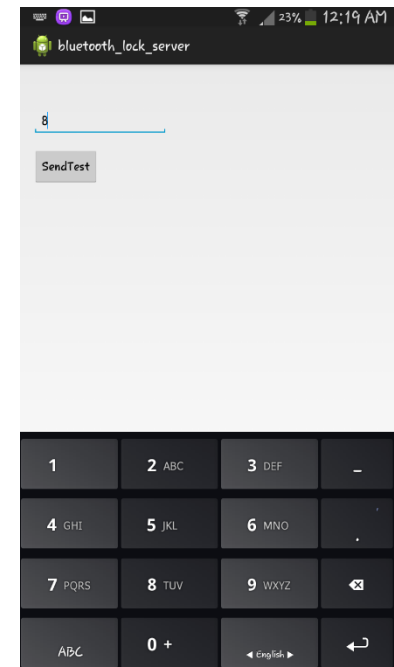 23% 12:19 AM
bluetooth_lock_server
8
SendTest
1 2 ABC 3 DEF _
4 GHI 5 JKL 6 MNO .
7 PQRS 8 TUV 9 WXYZ
ABC 0 + ◀ English ▶